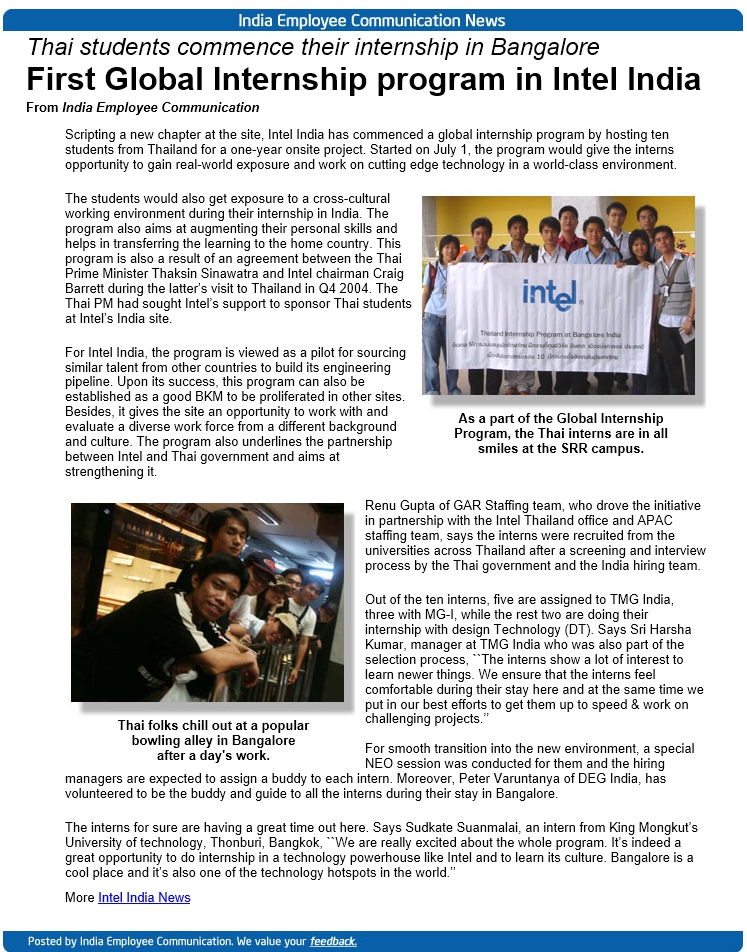 India Employee Communication News
Thai students commence their internship in Bangalore
First Global Internship program in Intel India
From India Employee Communication
Scripting a new chapter at the site, Intel India has commenced a global internship program by hosting ten
students from Thailand for a one-year onsite project. Started on July 1, the program would give the interns
opportunity to gain real-world exposure and work on cutting edge technology in a world-class environment.
The students would also get exposure to a cross-cultural
working environment during their internship in India. The
program also aims at augmenting their personal skills and
helps in transferring the learning to the home country. This
program is also a result of an agreement between the Thai
Prime Minister Thaksin Sinawatra and Intel chairman Craig
Barrett during the latter's visit to Thailand in Q4 2004. The
Thai PM had sought Intel's support to sponsor Thai students
at Intel's India site.
For Intel India, the program is viewed as a pilot for sourcing
similar talent from other countries to build its engineering
pipeline. Upon its success, this program can also be
established as a good BKM to be proliferated in other sites.
Besides, it gives the site an opportunity to work with and
evaluate a diverse work force from a different background
and culture. The program also underlines the partnership
between Intel and Thai government and aims at
strengthening it.
intel
Thailand Internship Program at Bangalore India
As a part of the Global Internship
Program, the Thai interns are in all
smiles at the SRR campus.
Renu Gupta of GAR Staffing team, who drove the initiative
in partnership with the Intel Thailand office and APAC
staffing team, says the interns were recruited from the
universities across Thailand after a screening and interview
process by the Thai government and the India hiring team.
Out of the ten interns, five are assigned to TMG India,
three with MG-I, while the rest two are doing their
internship with design Technology (DT). Says Sri Harsha
Kumar, manager at TMG India who was also part of the
selection process, ``The interns show a lot of interest to
learn newer things. We ensure that the interns feel
comfortable during their stay here and at the same time we
put in our best efforts to get them up to speed & work on
challenging projects.''
Thai folks chill out at a popular
bowling alley in Bangalore
after a day's work.
For smooth transition into the new environment, a special
NEO session was conducted for them and the hiring
managers are expected to assign a buddy to each intern. Moreover, Peter Varuntanya of DEG India, has
volunteered to be the buddy and guide to all the interns during their stay in Bangalore.
The interns for sure are having a great time out here. Says Sudkate Suanmalai, an intern from King Mongkut's
University of technology, Thonburi, Bangkok, ``We are really excited about the whole program. It's indeed a
great opportunity to do internship in a technology powerhouse like Intel and to learn its culture. Bangalore is a
cool place and it's also one of the technology hotspots in the world.''
More Intel India News
Posted by India Employee Communication. We value your feedback.